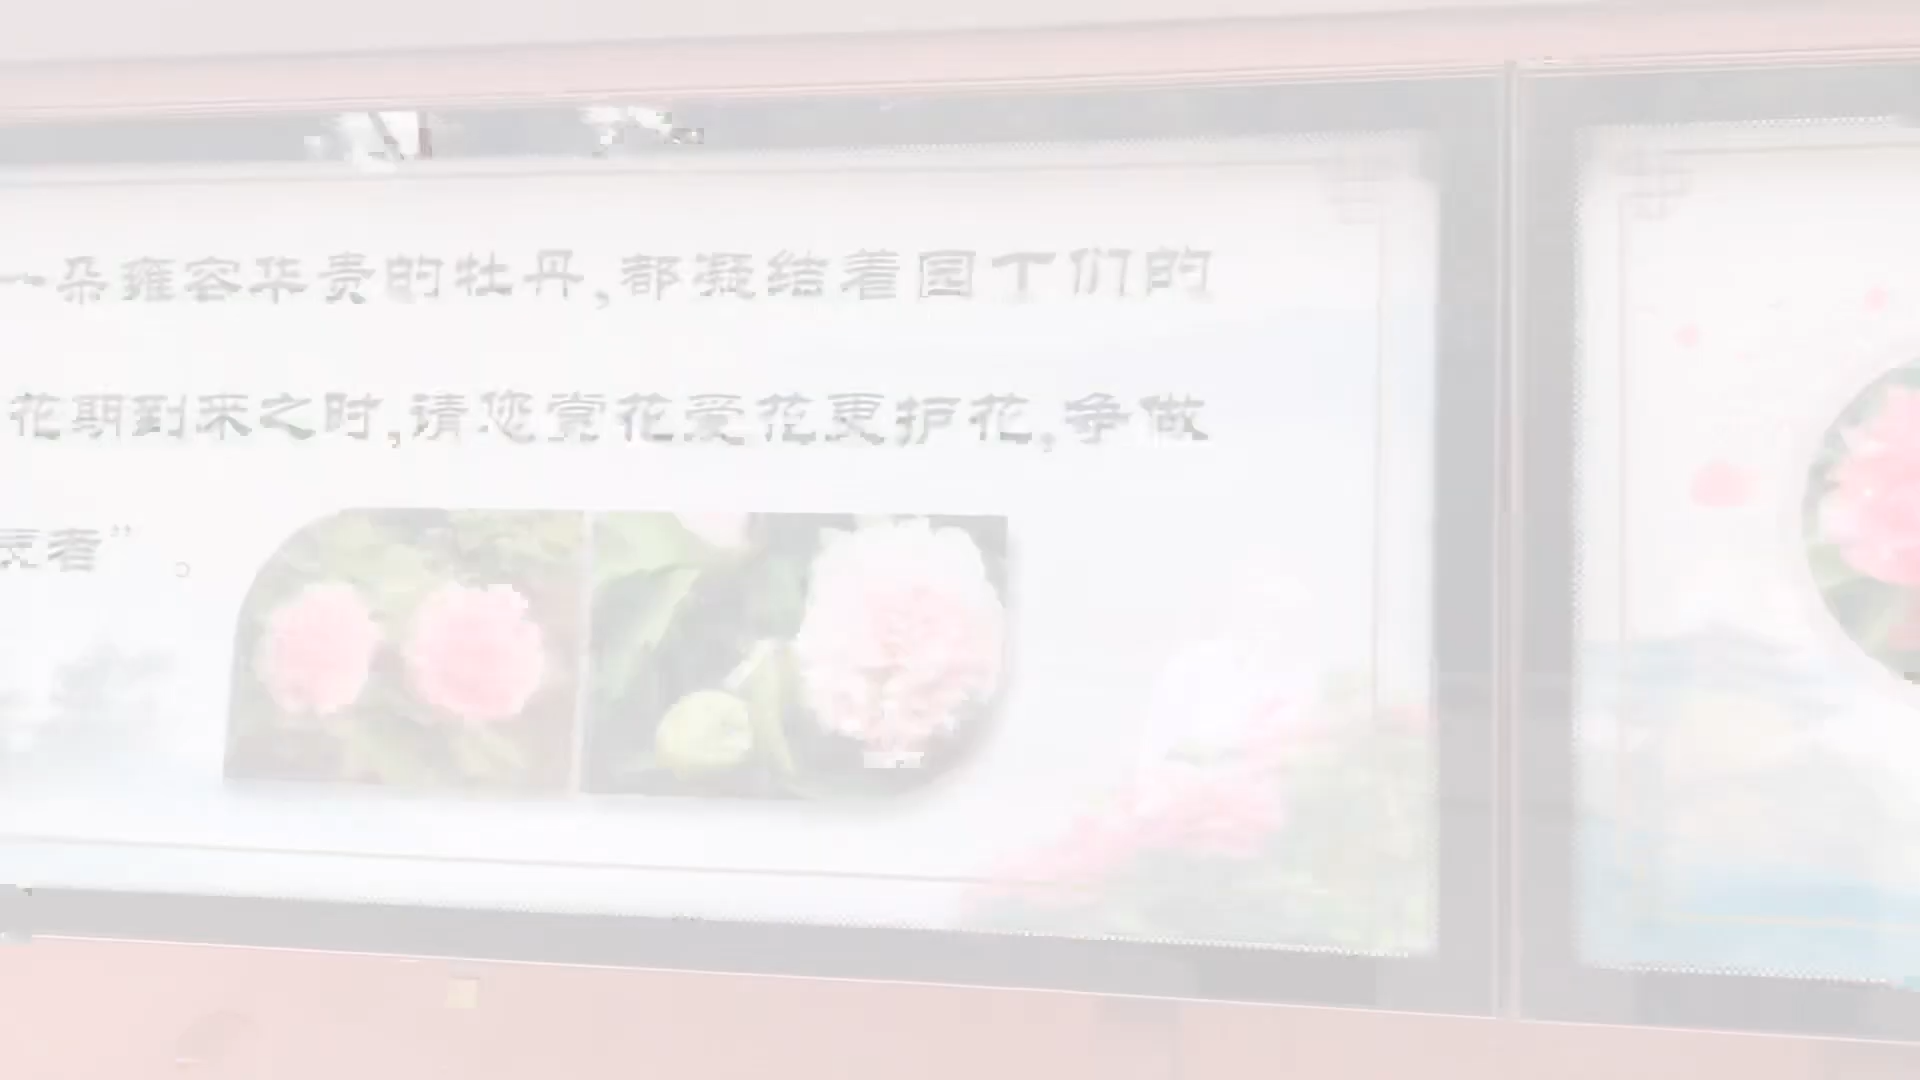 一朵雍容华贵的牡丹,都凝结着园丁们的
花期到来之时,请您赏花爱花更护花,争做
者”。